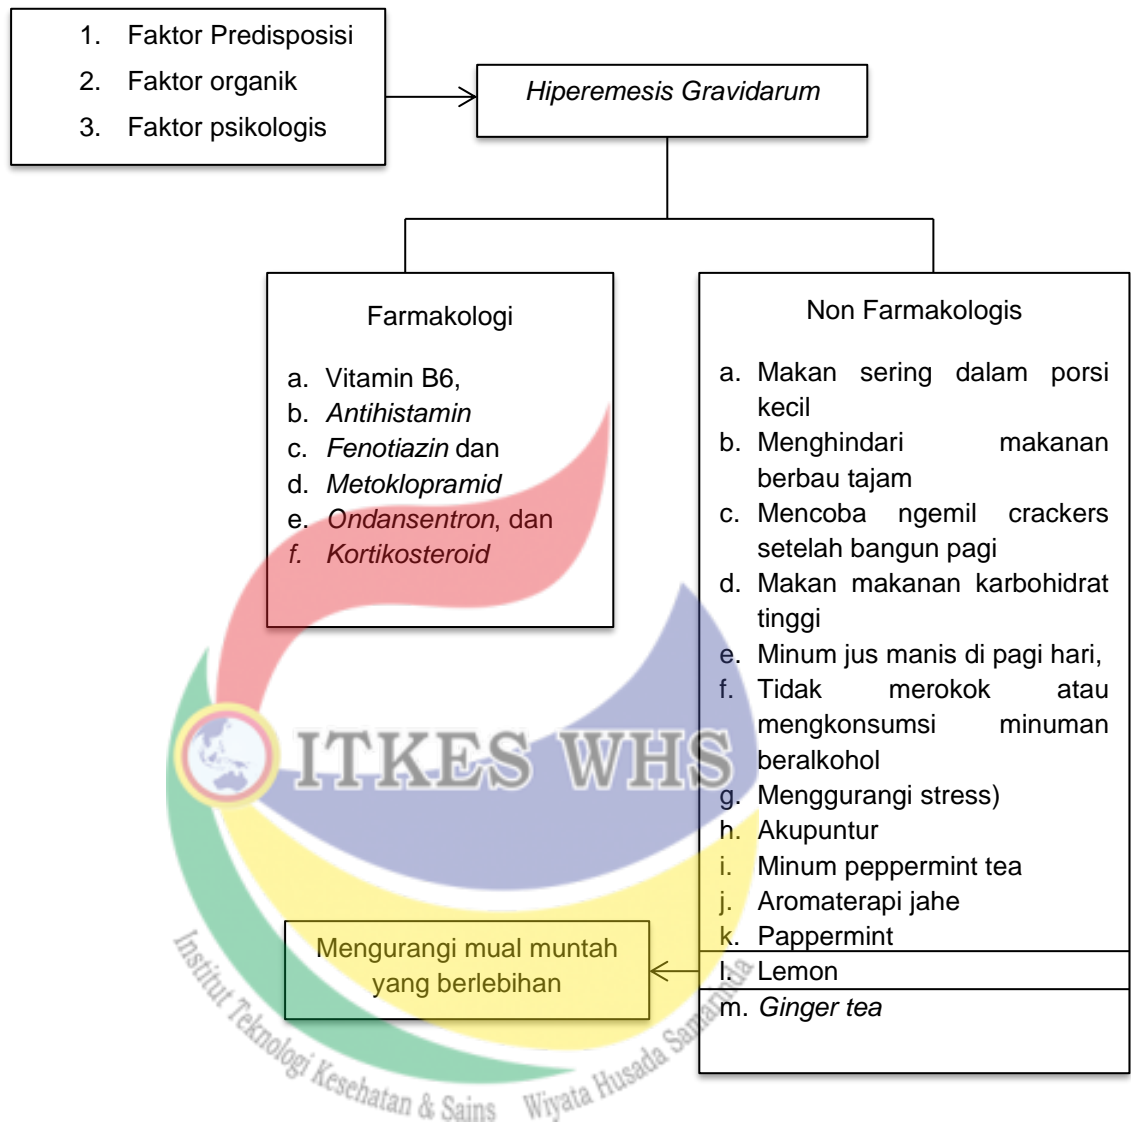 1. Faktor Predisposisi
2. Faktor organik
3. Faktor psikologis
Hiperemesis Gravidarum
Farmakologi
a. Vitamin B6,
b. Antihistamin
c. Fenotiazin dan
d. Metoklopramid
e. Ondansentron, dan
f. Kortikosteroid
Non Farmakologis
a. Makan sering dalam porsi
kecil
b. Menghindari makanan
berbau tajam
c. Mencoba ngemil crackers
setelah bangun pagi
d. Makan makanan karbohidrat
tinggi
e. Minum jus manis di pagi hari,
f. Tidak merokok atau
mengkonsumsi minuman
beralkohol
g. Menggurangi stress)
h. Akupuntur
i. Minum peppermint tea
j. Aromaterapi jahe
k. Pappermint
l. Lemon
m. Ginger tea
Mengurangi mual muntah
yang berlebihan
ITKES WHS
Institut Teknologi Kesehatan & Sains Wiyata Husada Samarinda